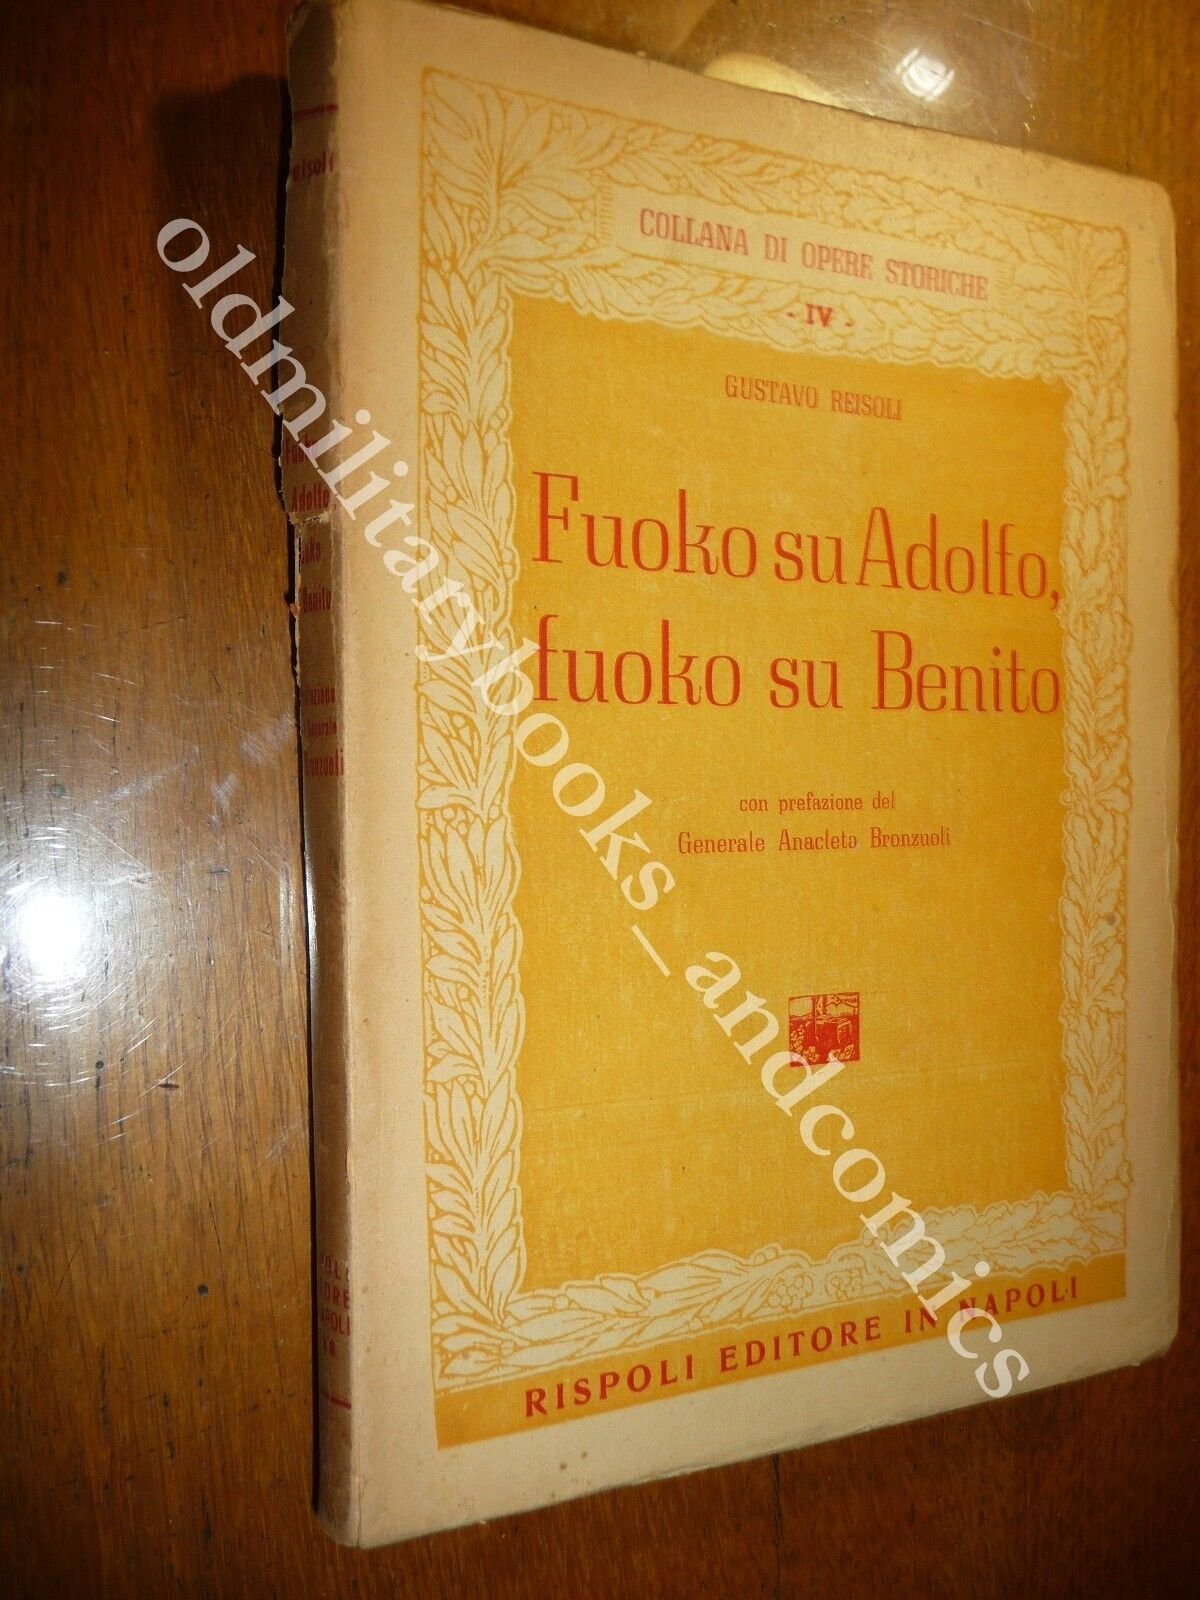 COLLANA DI OPERE STORICHE
- IV -
GUSTAVO REISOLI
Fuoko su Adolfo,
fuoko su Benito
con prefazione del
Generale Anacleto Bronzuoli
RISPOLI EDITORE IN NAPOLI
Adolfo
oldmilitarybooks_andcomics